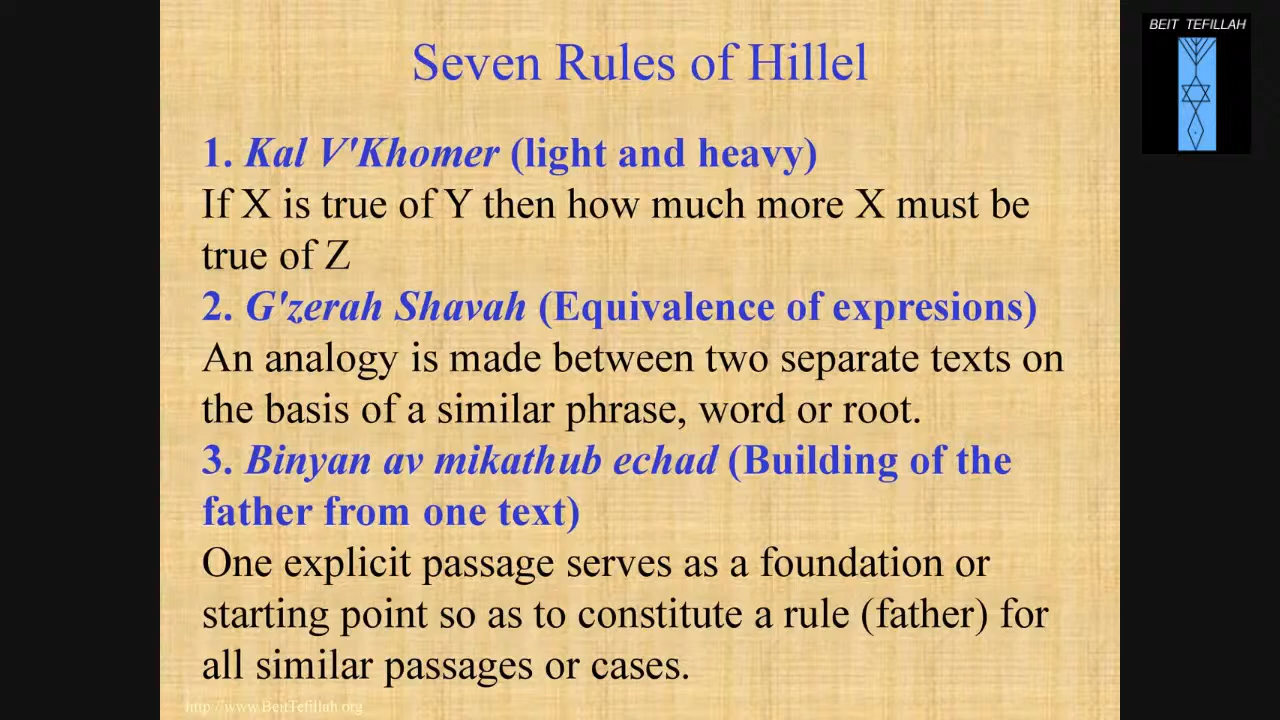 BEIT TEFILLAH
Seven Rules of Hillel
1. Kal V'Khomer (light and heavy)
If X is true of Y then how much more X must be
true of Z
2. G'zerah Shavah (Equivalence of expresions)
An analogy is made between two separate texts on
the basis of a similar phrase, word or root.
3. Binyan av mikathub echad (Building of the
father from one text)
One explicit passage serves as a foundation or
starting point so as to constitute a rule (father) for
all similar passages or cases.
http://www.BeitTefillah.org